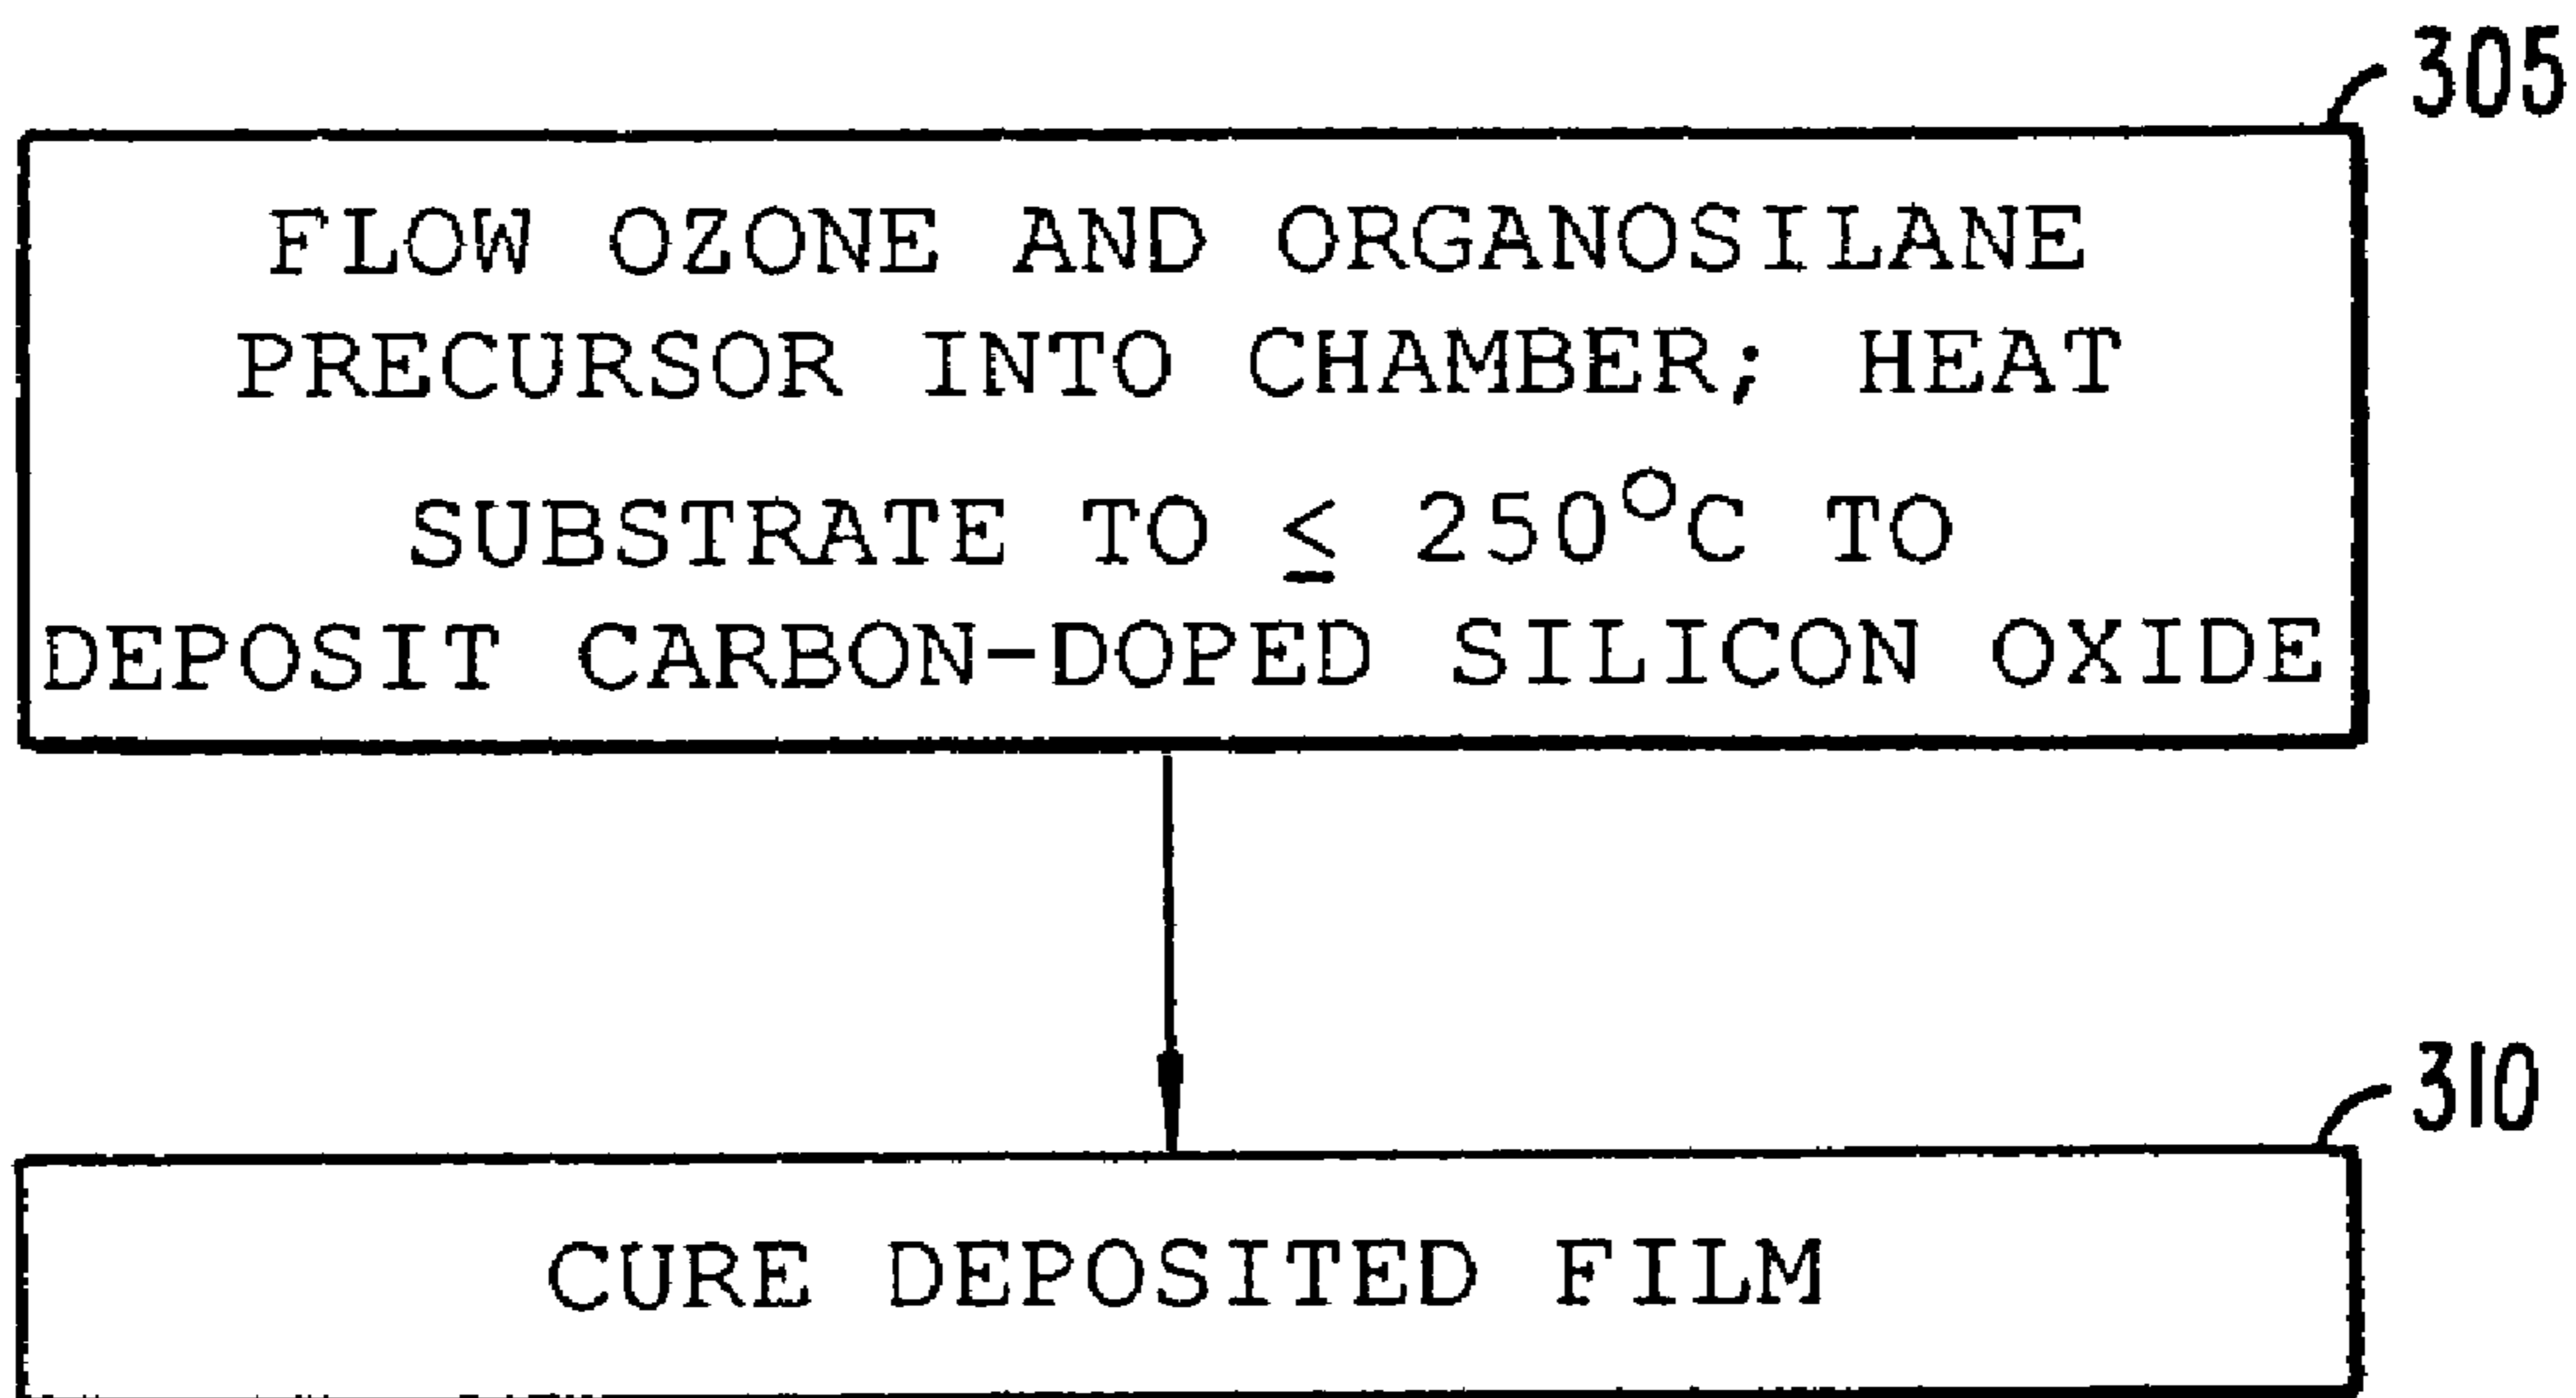 305
FLOW OZONE AND ORGANOSILANE
PRECURSOR INTO CHAMBER; HEAT
SUBSTRATE TO ≤ 250°C TO
DEPOSIT CARBON-DOPED SILICON OXIDE
310
CURE DEPOSITED FILM